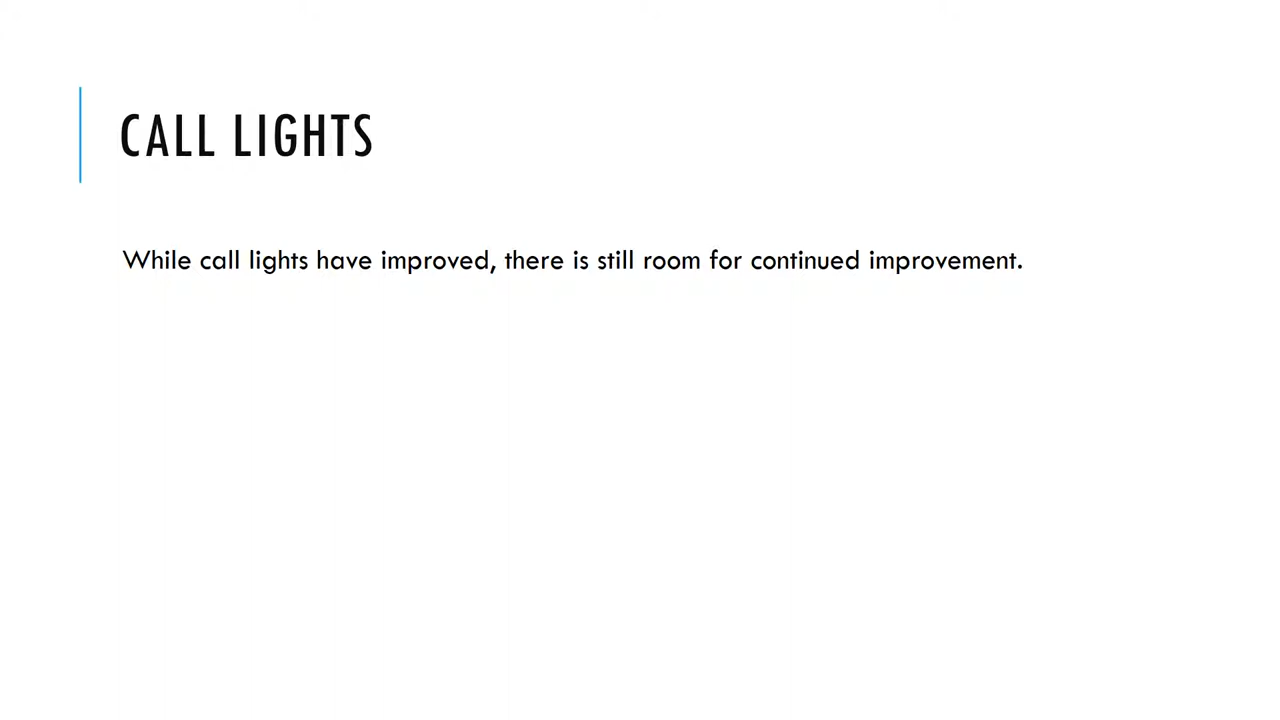 CALL LIGHTS
While call lights have improved, there is still room for continued improvement.